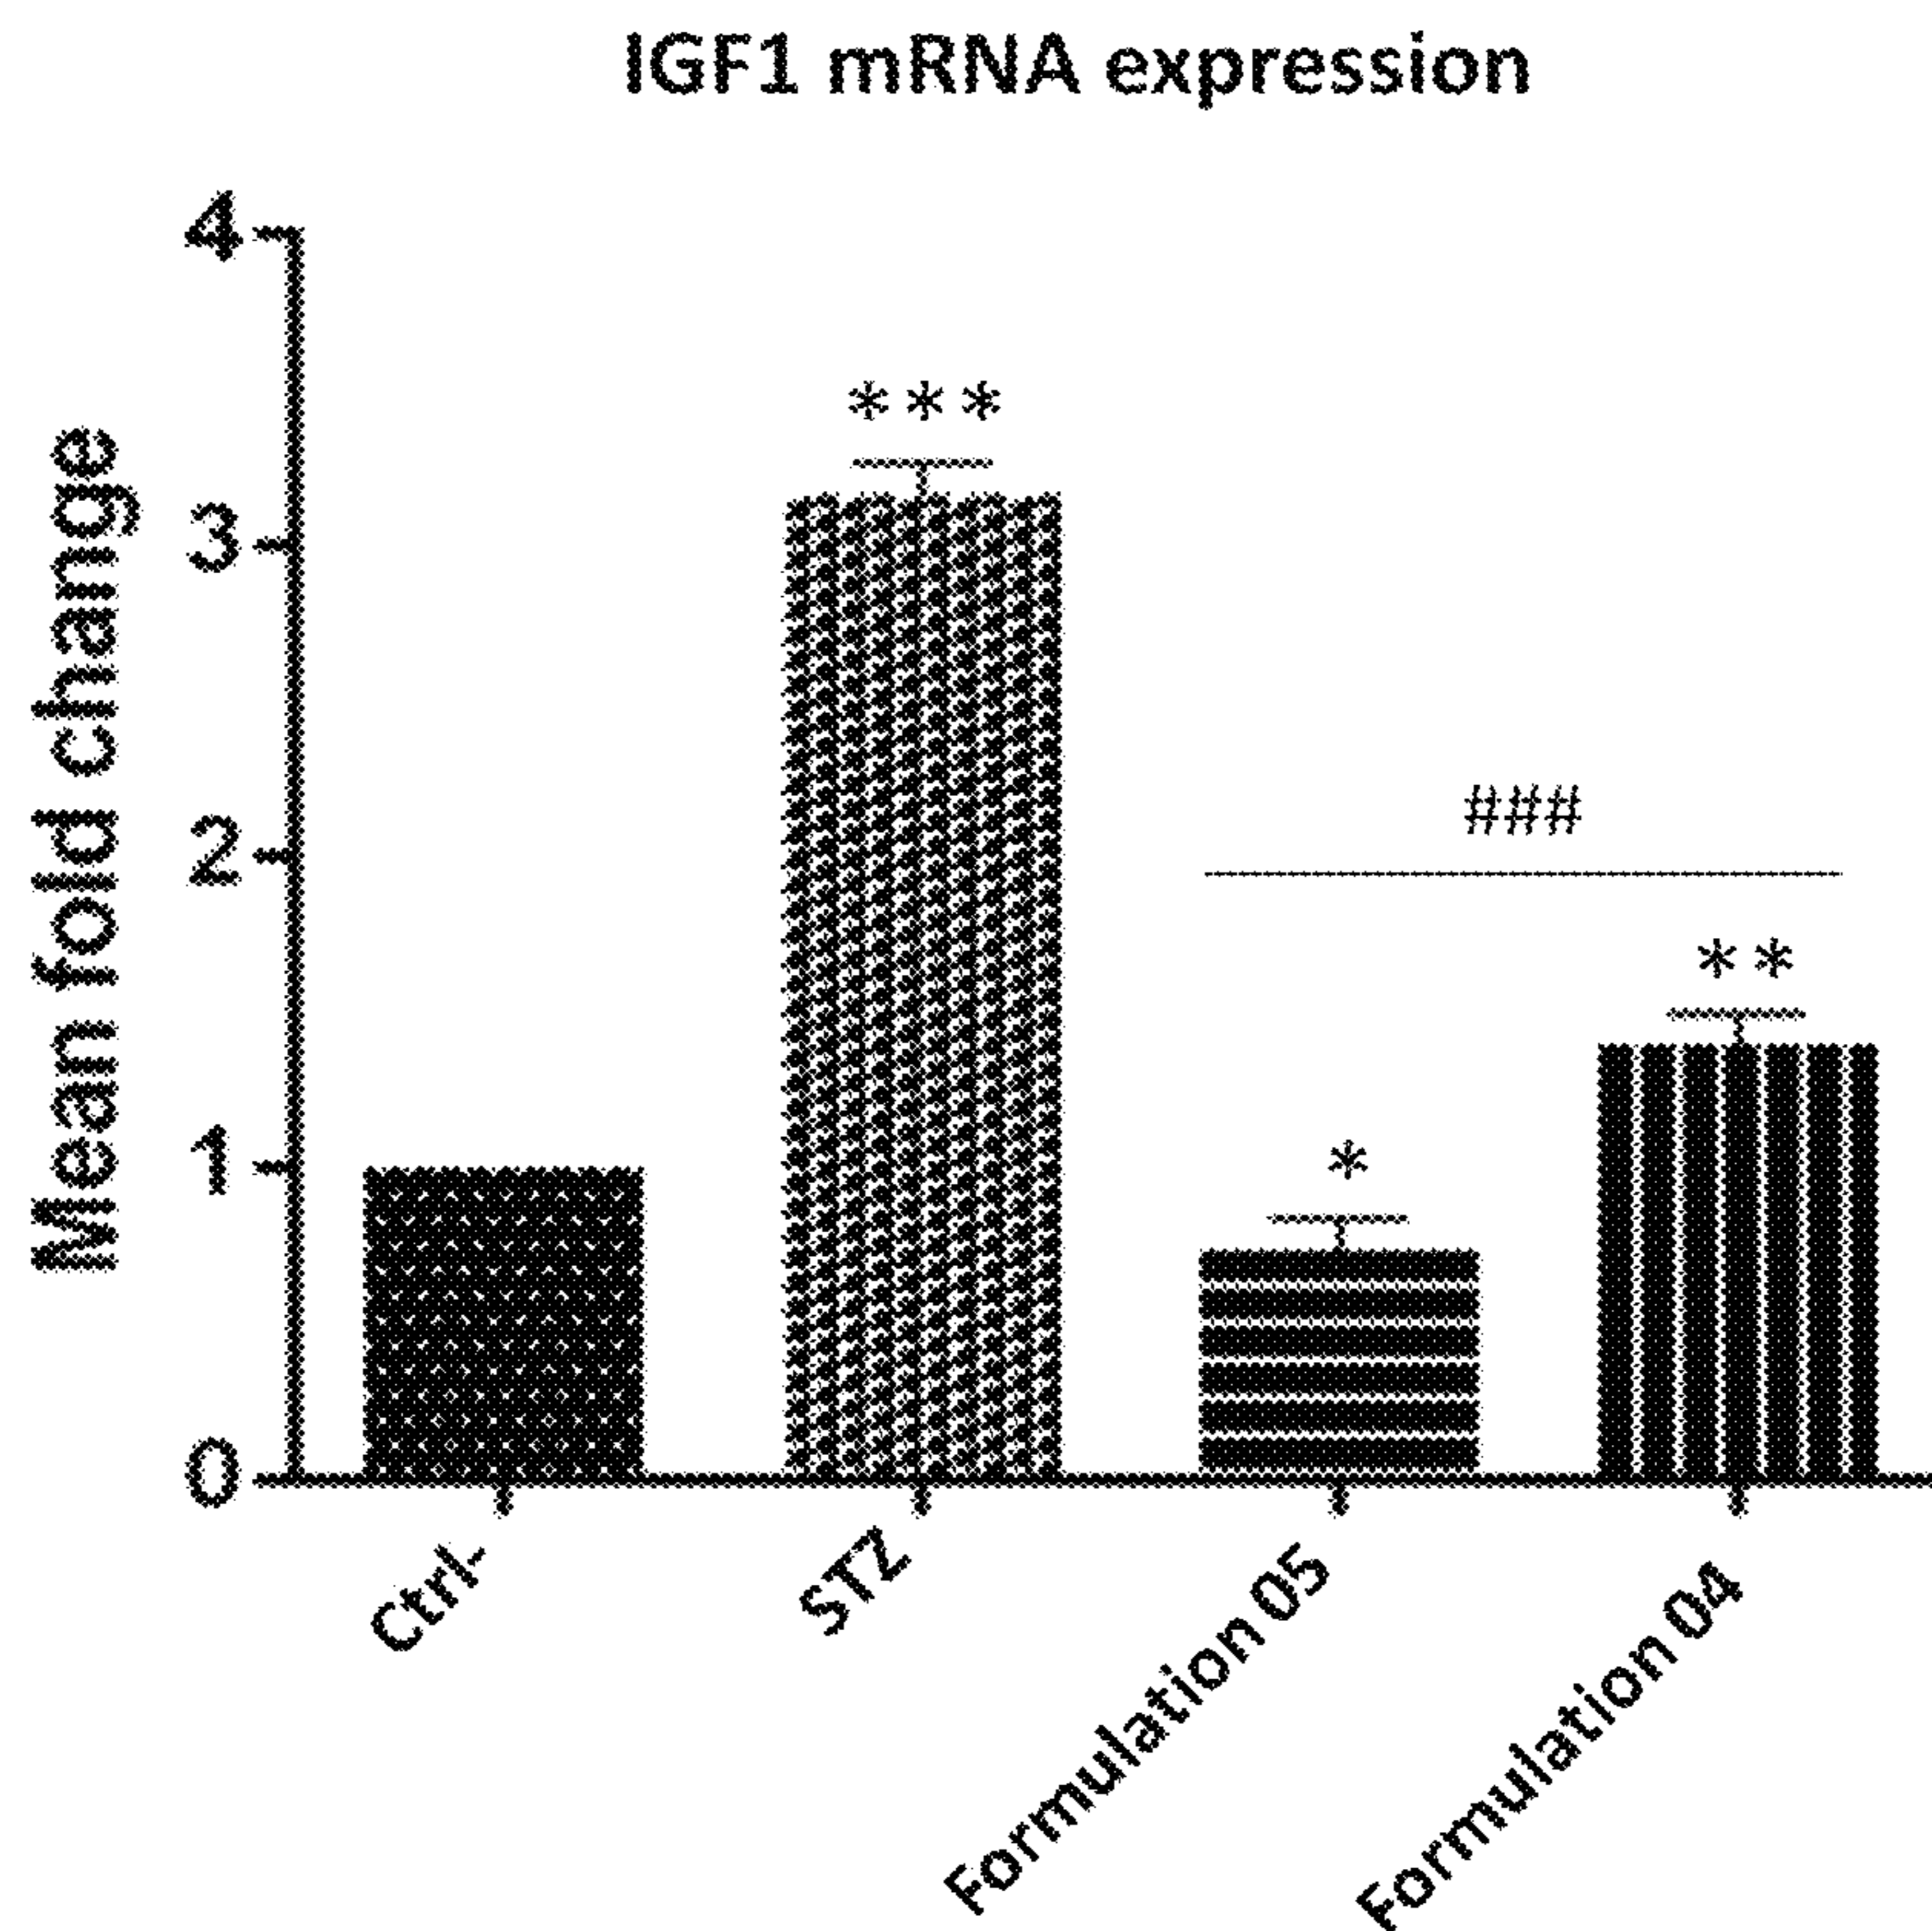 IGF1 mRNA expression
Mean fold change
4
3
2
1
0
***
###
**
*
Ctrl-
STZ
Formulation 05
Formulation 04